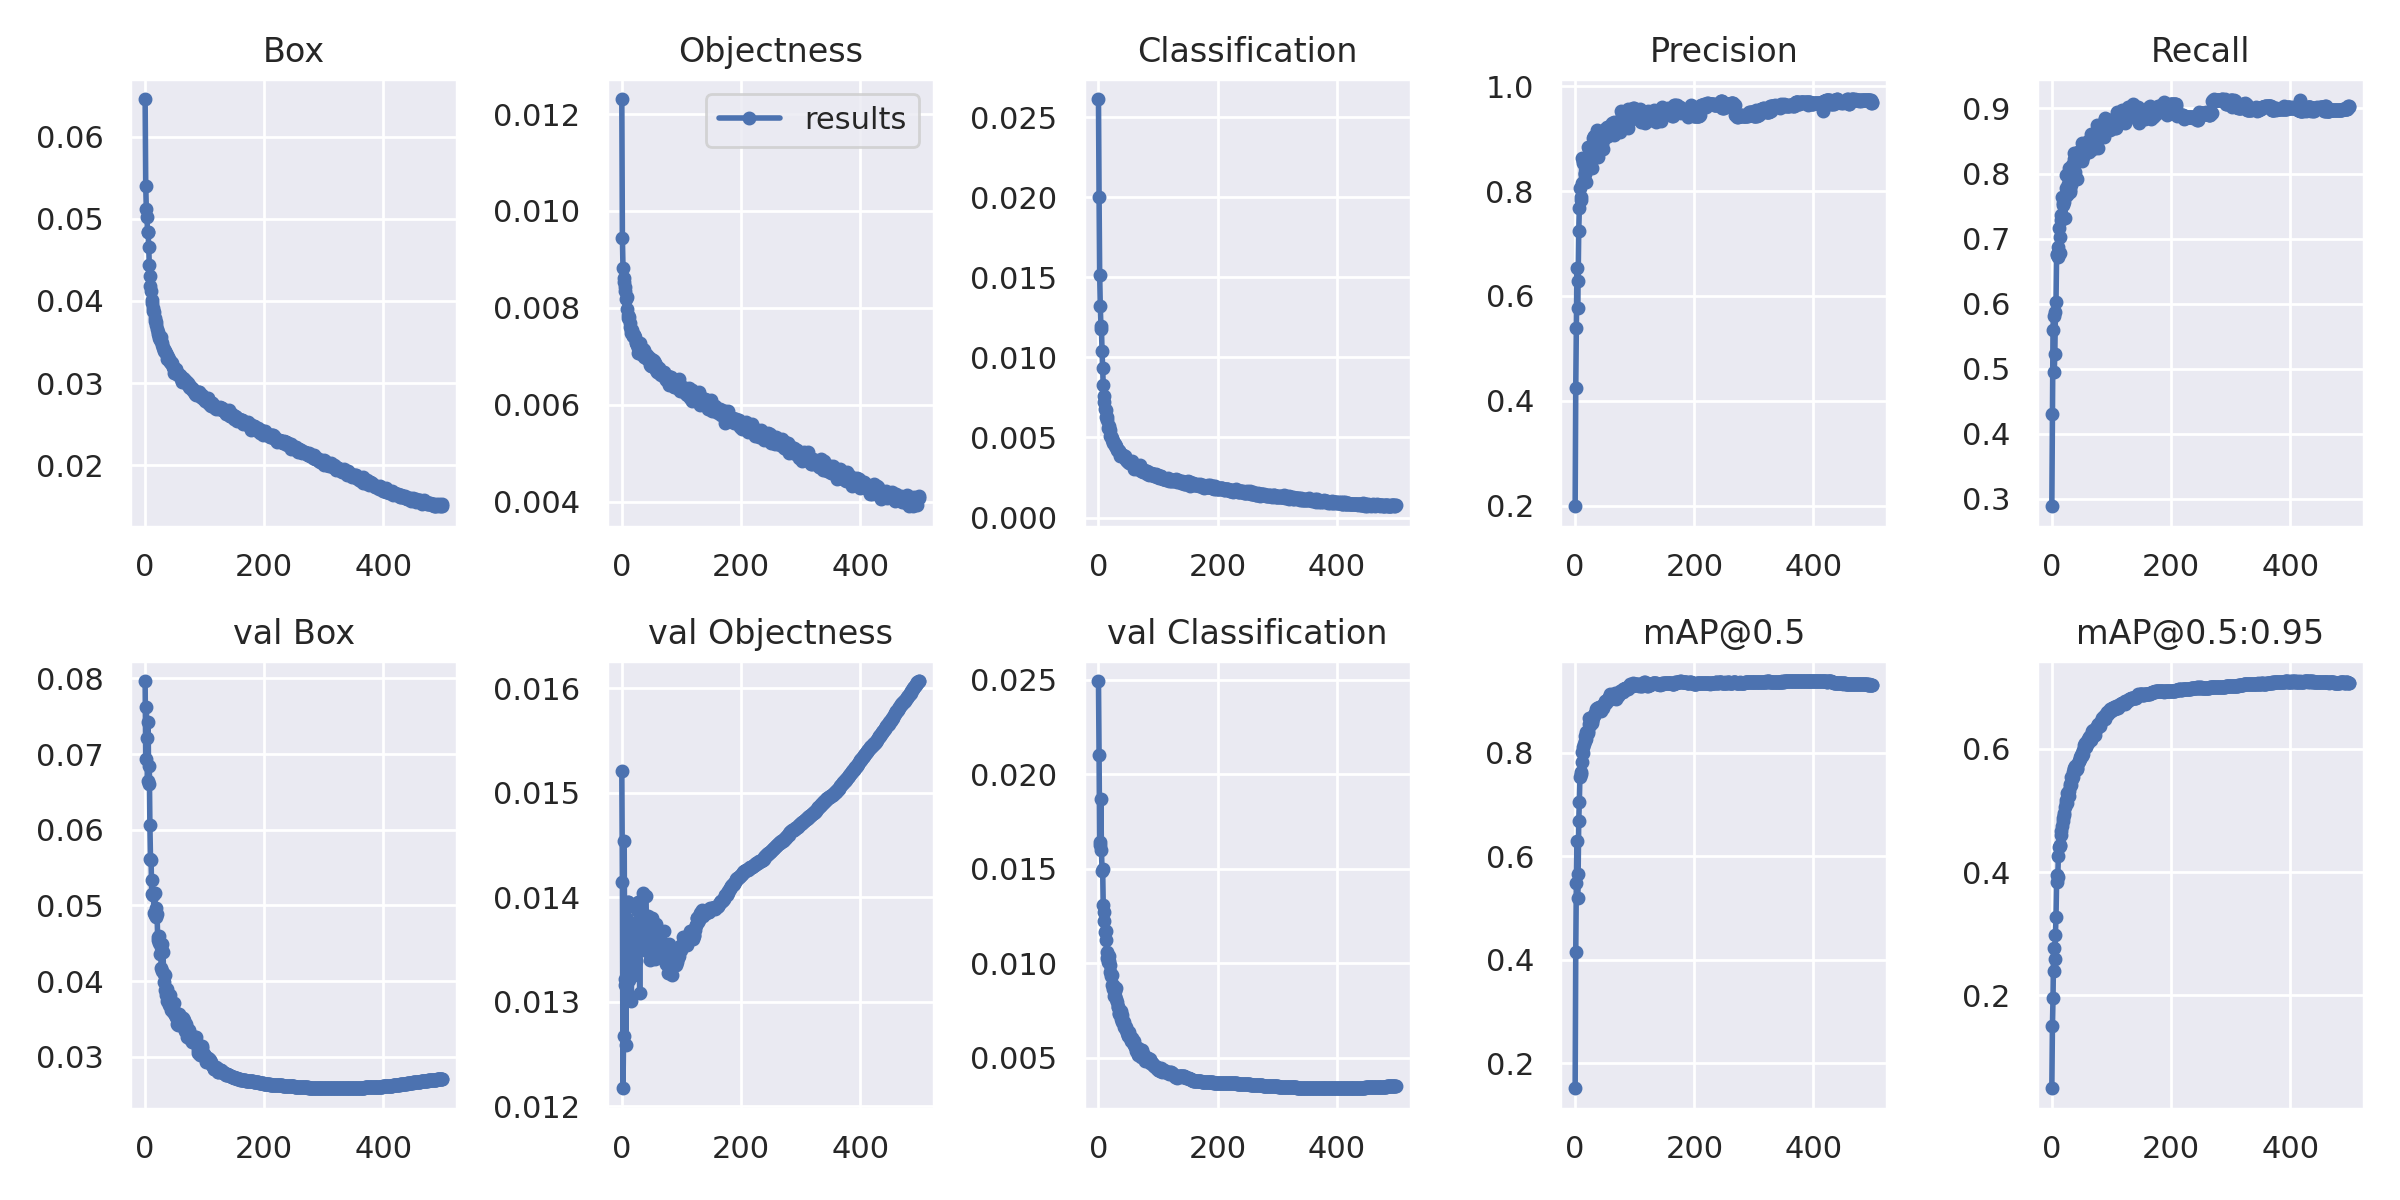 Box
Objectness
Classification
Precision
Recall
0.06
0.05
0.04
0.03
0.02
0 200 400
results
0.012
0.010
0.008
0.006
0.004
0 200 400
0.025
0.020
0.015
0.010
0.005
0.000
0 200 400
1.0
0.8
0.6
0.4
0.2
0 200 400
0.9
0.8
0.7
0.6
0.5
0.4
0.3
0 200 400
val Box
val Objectness
val Classification
mAP@0.5
mAP@0.5:0.95
0.08
0.07
0.06
0.05
0.04
0.03
0 200 400
0.016
0.015
0.014
0.013
0.012
0 200 400
0.025
0.020
0.015
0.010
0.005
0 200 400
0.8
0.6
0.4
0.2
0 200 400
0.6
0.4
0.2
0 200 400